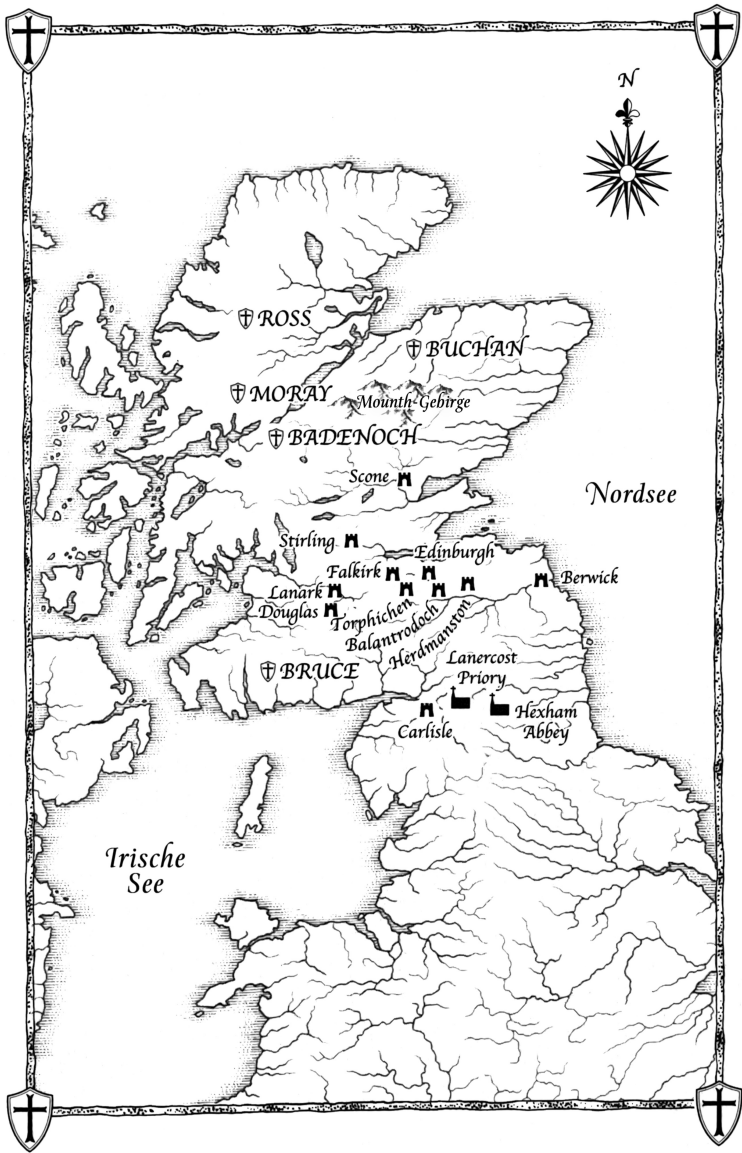 N
ROSS
BUCHAN
MORAY
Mounth-Gebirge
BADENOCH
Scone
Nordsee
Stirling
Edinburgh
Falkirk
Berwick
Lanark
Douglas
Torphichen
Balantrodoch
Herdmanston
Lanercost
Priory
BRUCE
Hexham
Abbey
Carlisle
Irische
See